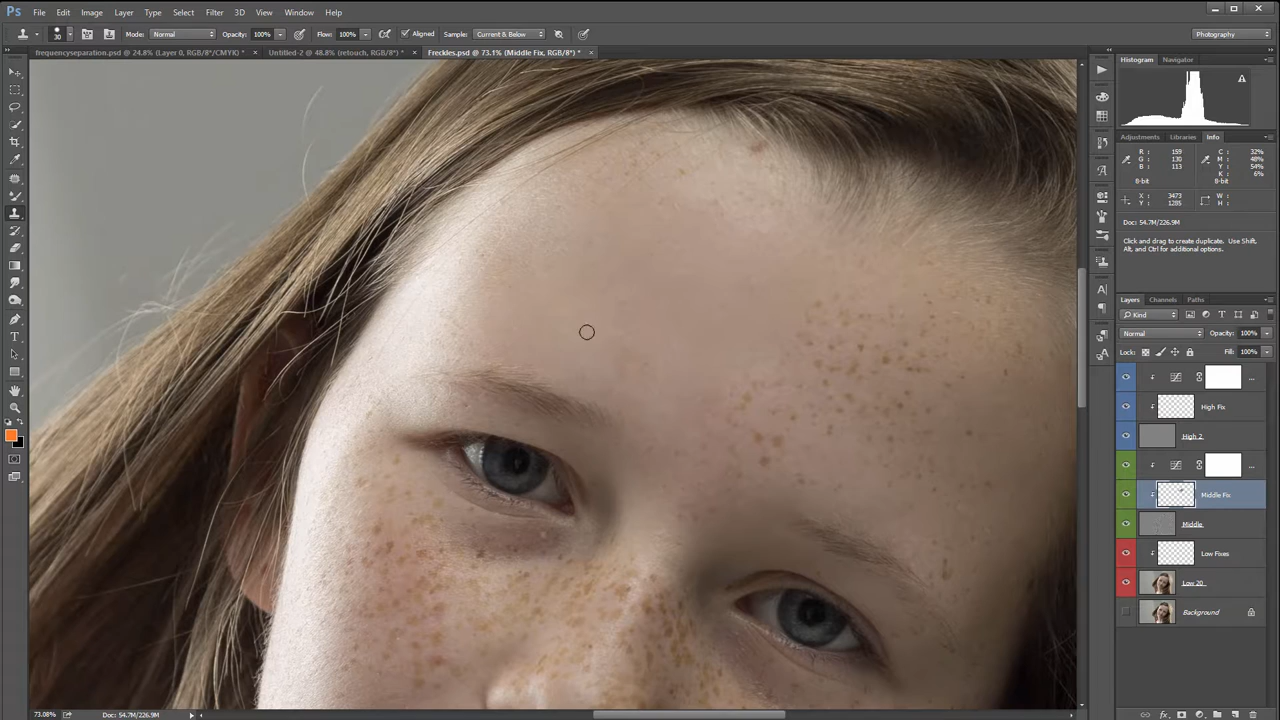 Ps File Edit Image Layer Type Select Filter 3D View Window Help
30 Mode: Normal Opacity: 100% Flow: 100% Aligned Sample: Current & Below Photography
frequencyseparation.psd @ 24.8% (Layer 0, RGB/8*/CMYK) * × Untitled-2 @ 48.8% (retouch, RGB/8*) * × Freckles.psd @ 73.1% (Middle Fix, RGB/8*) * ×
Histogram Navigator
Adjustments Libraries Info
R: 159 C: 32%
G: 130 M: 48%
B: 113 Y: 54%
K: 6%
8-bit 8-bit
X: 3473 W:
Y: 1285 H:
Doc: 54.7M/226.9M
Click and drag to create duplicate. Use Shift,
Alt, and Ctrl for additional options.
Layers Channels Paths
Kind
Normal Opacity: 100%
Lock: Fill: 100%
...
High Fix
High 2
...
Middle Fix
Middle
Low Fixes
Low 20
Background
73.08% Doc: 54.7M/226.9M